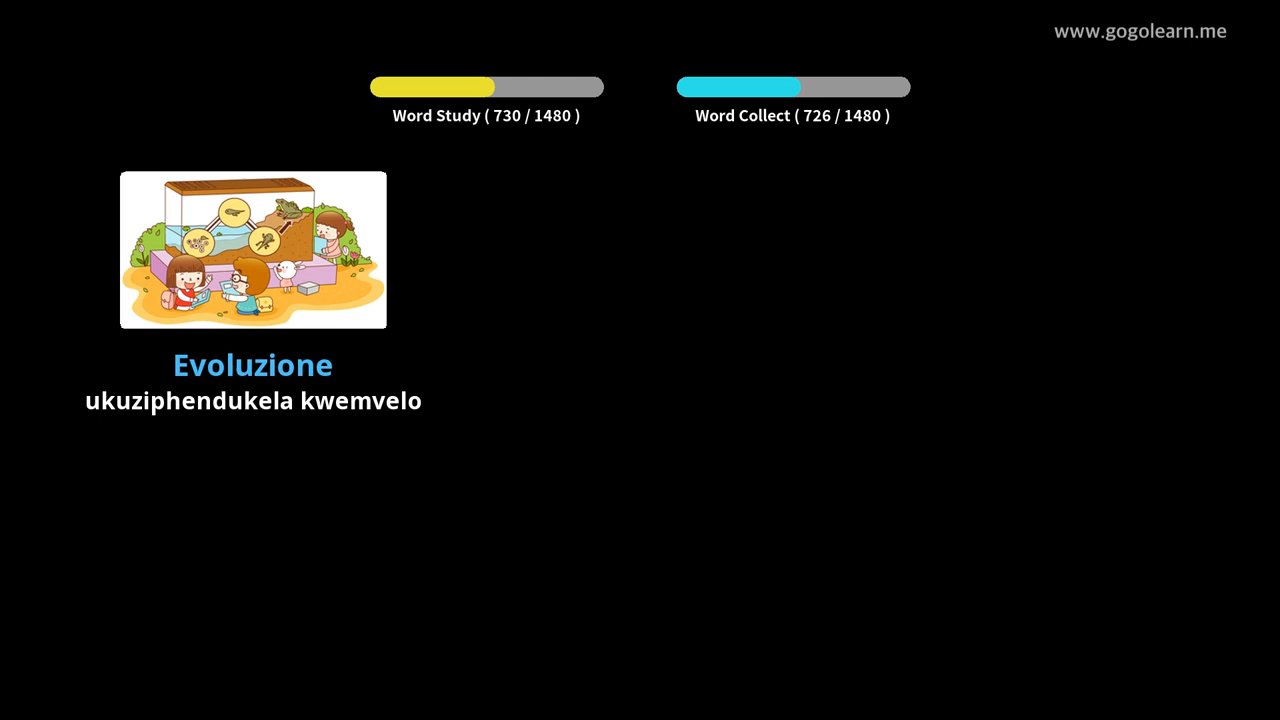 www.gogolearn.me
Word Study ( 730 / 1480 )
Word Collect ( 726 / 1480 )
Evoluzione
ukuziphendukela kwemvelo